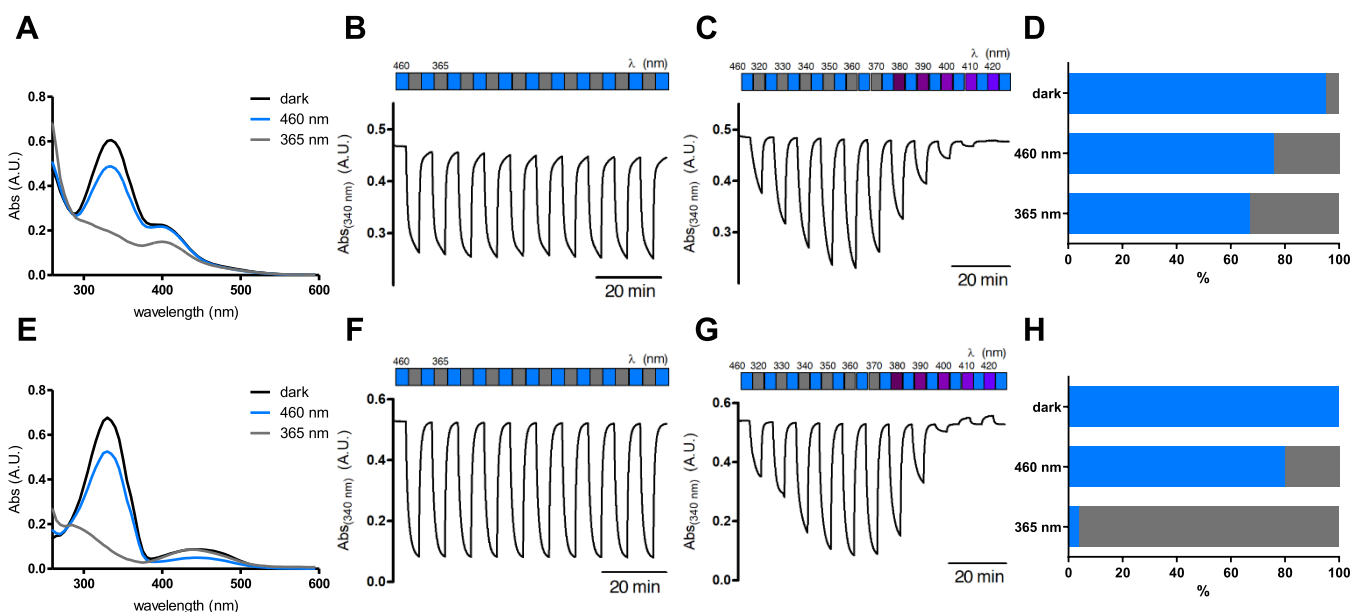 A
B
C
D
0.8
0.6
0.4
0.2
0.0
Abs (A.U.)
300
400
500
600
wavelength (nm)
dark
460 nm
365 nm
460
365
λ (nm)
0.5
0.4
0.3
Abs(340 nm) (A.U.)
20 min
460 320 330 340 350 360 370 380 390 400 410 420
λ (nm)
0.5
0.4
0.3
Abs(340 nm) (A.U.)
20 min
dark
460 nm
365 nm
0 20 40 60 80 100
%
E
F
G
H
0.8
0.6
0.4
0.2
0.0
Abs (A.U.)
300
400
500
600
wavelength (nm)
dark
460 nm
365 nm
460
365
λ (nm)
0.6
0.4
0.2
0.0
Abs(340 nm) (A.U.)
20 min
460 320 330 340 350 360 370 380 390 400 410 420
λ (nm)
0.6
0.4
0.2
0.0
Abs(340 nm) (A.U.)
20 min
dark
460 nm
365 nm
0 20 40 60 80 100
%